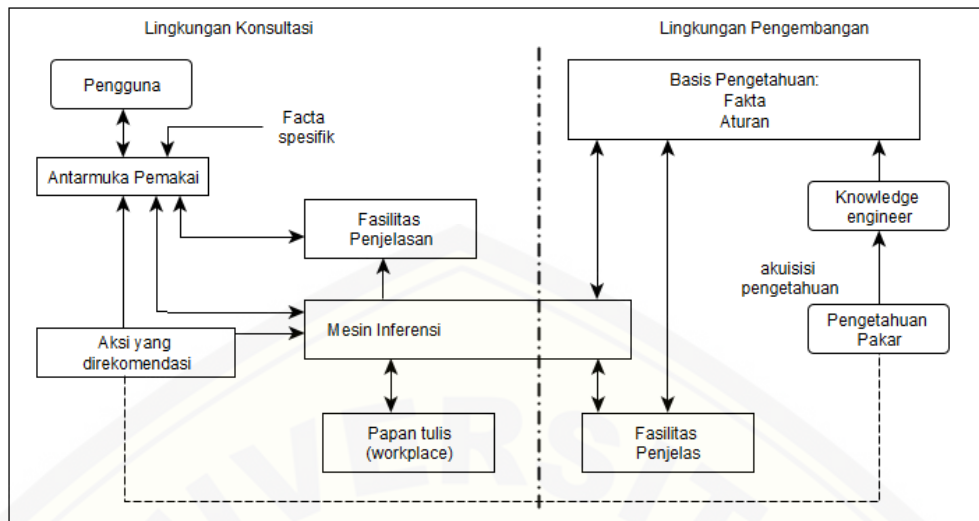 Lingkungan Konsultasi
Lingkungan Pengembangan
Pengguna
Facta
spesifik
Antarmuka Pemakai
Fasilitas
Penjelasan
Mesin Inferensi
Aksi yang
direkomendasi
Papan tulis
(workplace)
Basis Pengetahuan:
Fakta
Aturan
Knowledge
engineer
akuisisi
pengetahuan
Pengetahuan
Pakar
Fasilitas
Penjelas
UNIVERSIT